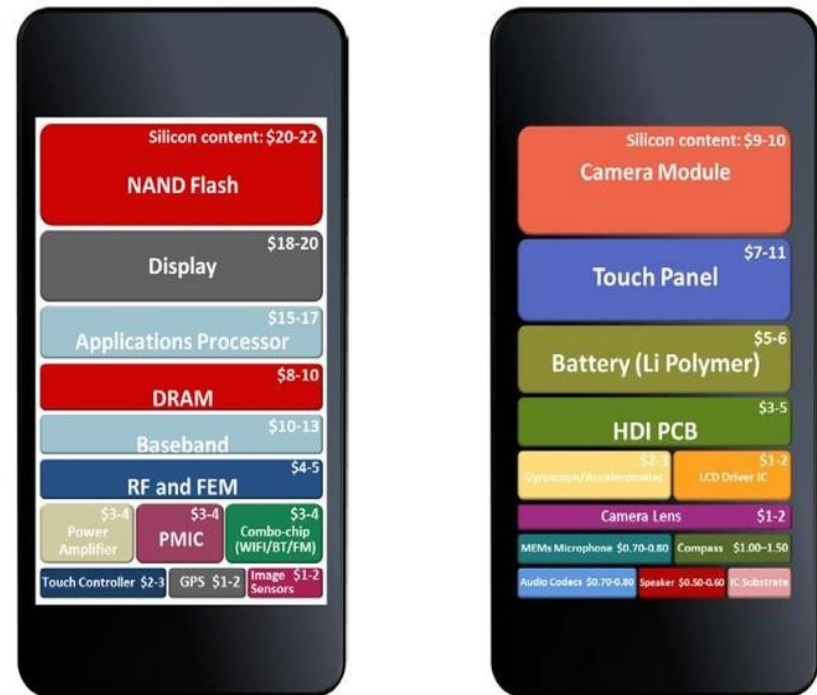 Silicon content: $20-22
NAND Flash
$18-20
Display
$15-17
Applications Processor
$8-10
DRAM
$10-13
Baseband
$4-5
RF and FEM
$3-4
Power
Amplifier
$3-4
PMIC
$3-4
Combo-chip
(WIFI/BT/FM)
Touch Controller $2-3
GPS $1-2
Image $1-2
Sensors
Silicon content: $9-10
Camera Module
$7-11
Touch Panel
$5-6
Battery (Li Polymer)
$3-5
HDI PCB
$2-3
Gyroscope/Accelerometer
$1-2
LCD Driver IC
Camera Lens $1-2
MEMs Microphone $0.70-0.80
Compass $1.00–1.50
Audio Codecs $0.70-0.80
Speaker $0.50-0.60
IC Substrate